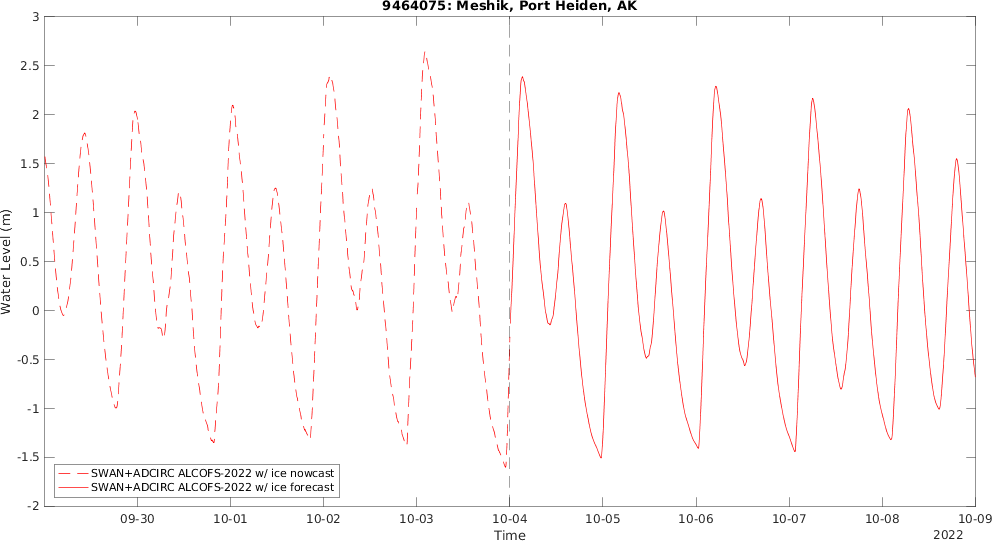 9464075: Meshik, Port Heiden, AK
3
2.5
2
1.5
1
0.5
0
-0.5
-1
-1.5
-2
Water Level (m)
SWAN+ADCIRC ALCOFS-2022 w/ ice nowcast
SWAN+ADCIRC ALCOFS-2022 w/ ice forecast
09-30 10-01 10-02 10-03 10-04 10-05 10-06 10-07 10-08 10-09
Time
2022